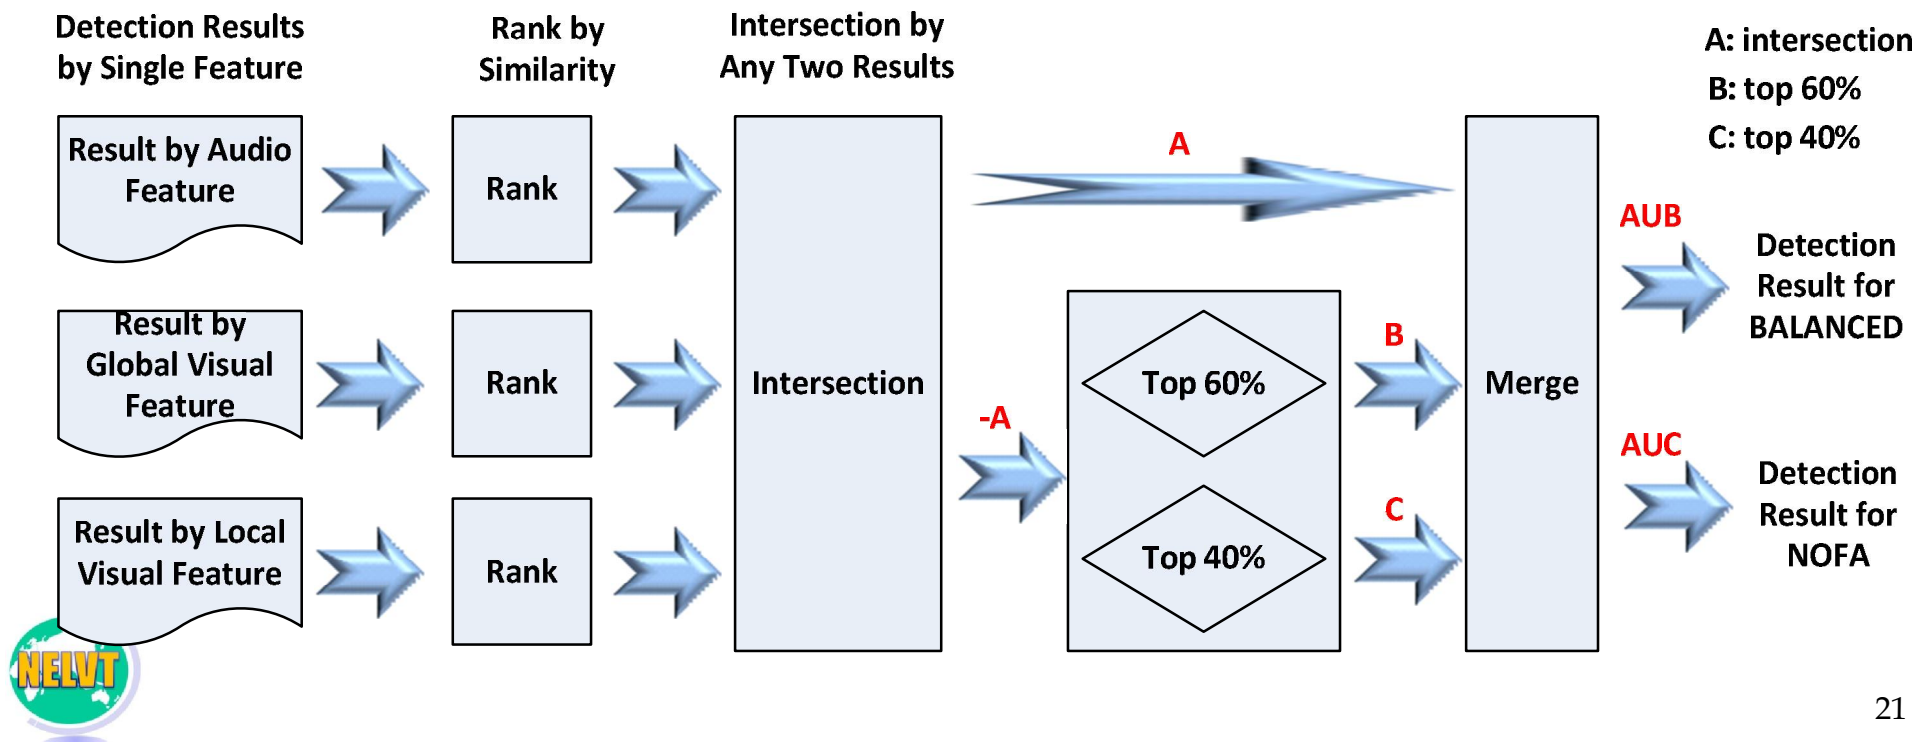 Detection Results
by Single Feature
Rank by
Similarity
Intersection by
Any Two Results
A: intersection
B: top 60%
C: top 40%
Result by Audio
Feature
Rank
A
AUB
Detection
Result for
BALANCED
Result by
Global Visual
Feature
Rank
Intersection
-A
Top 60%
B
Merge
AUC
Detection
Result for
NOFA
Result by Local
Visual Feature
Rank
Top 40%
C
NELVT
21